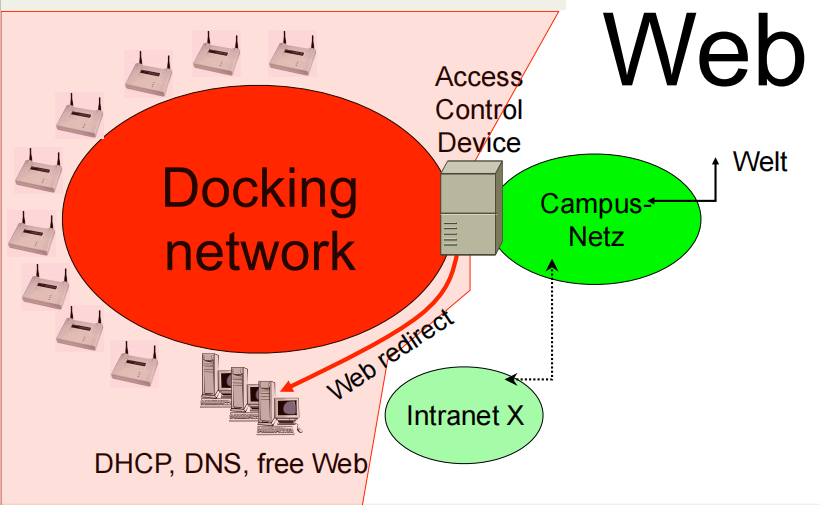 Web
Access
Control
Device
Docking
network
Campus-
Netz
Welt
Web redirect
Intranet X
DHCP, DNS, free Web